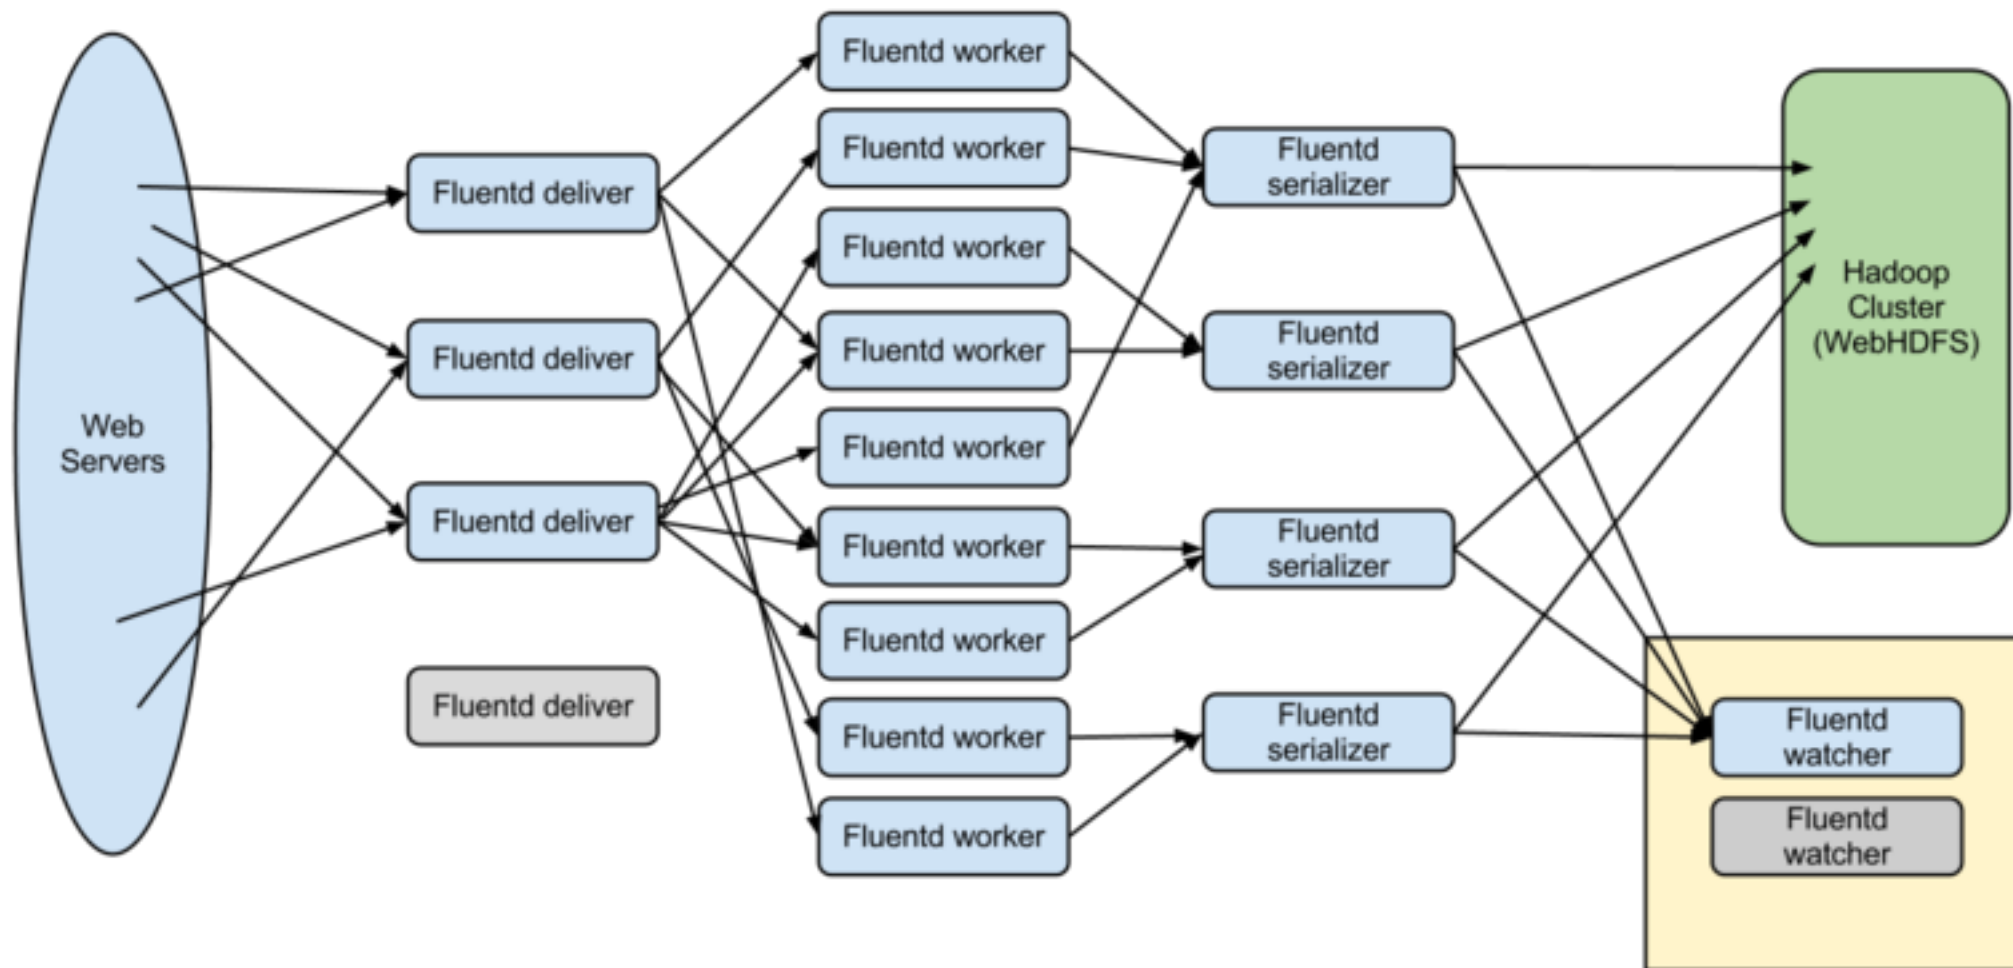 Web
Servers
Fluentd deliver
Fluentd deliver
Fluentd deliver
Fluentd deliver
Fluentd worker
Fluentd worker
Fluentd worker
Fluentd worker
Fluentd worker
Fluentd worker
Fluentd worker
Fluentd worker
Fluentd worker
Fluentd
serializer
Fluentd
serializer
Fluentd
serializer
Fluentd
serializer
Hadoop
Cluster
(WebHDFS)
Fluentd
watcher
Fluentd
watcher